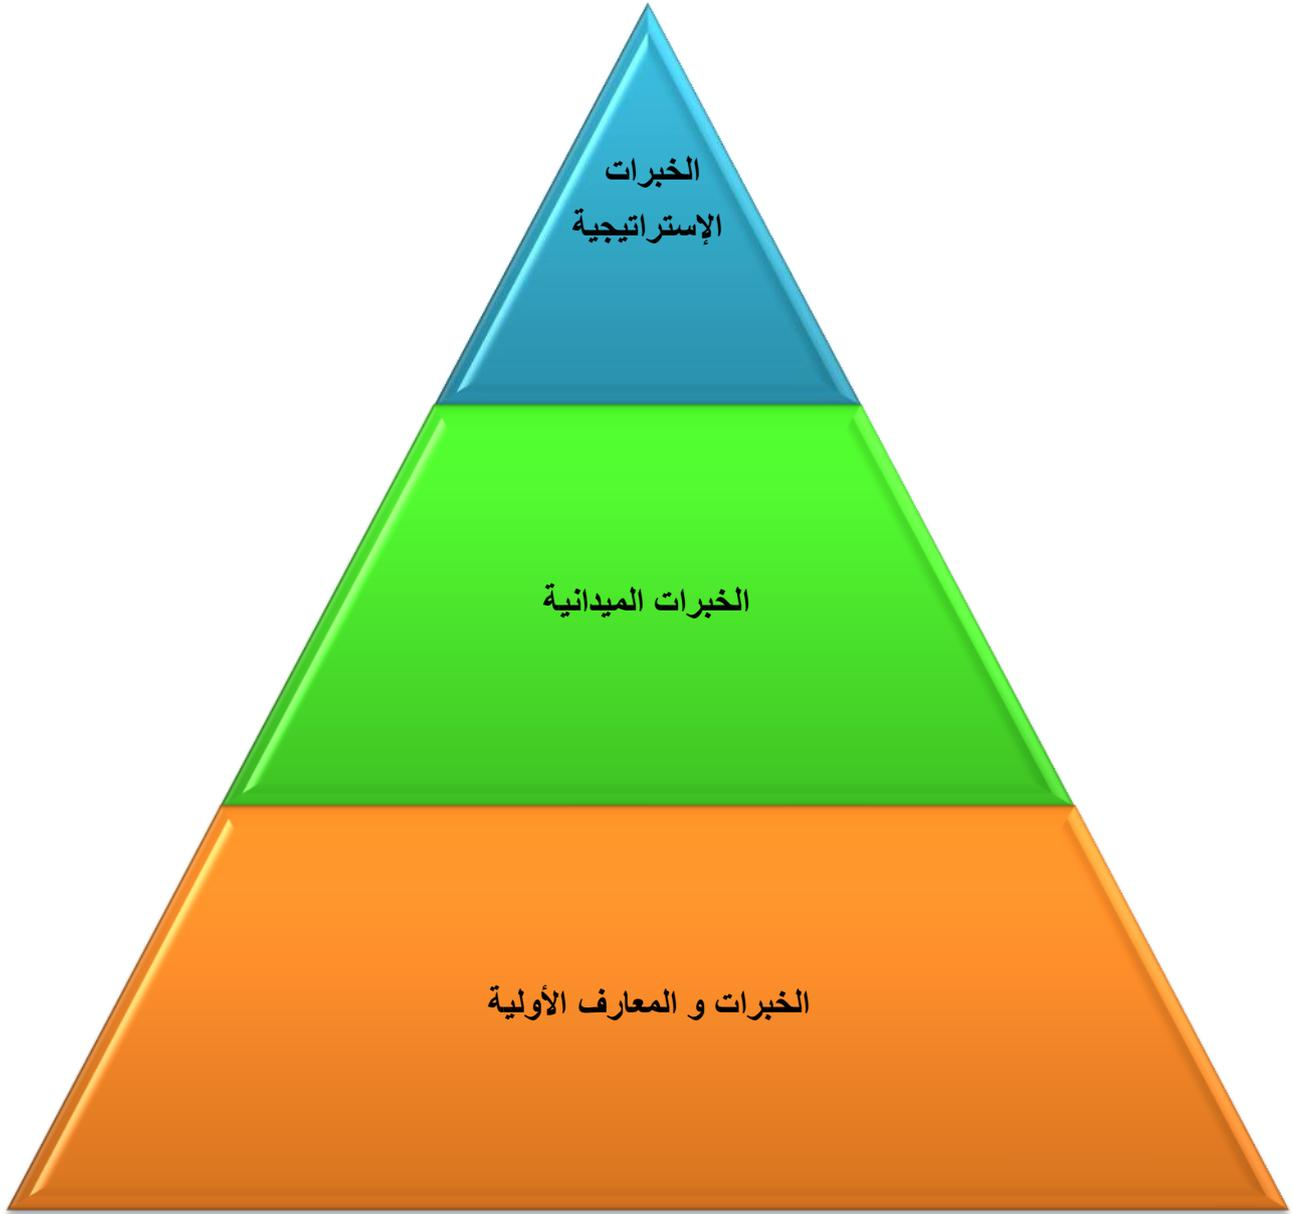 الخبرات
الإستراتيجية
الخبرات الميدانية
الخبرات و المعارف الأولية